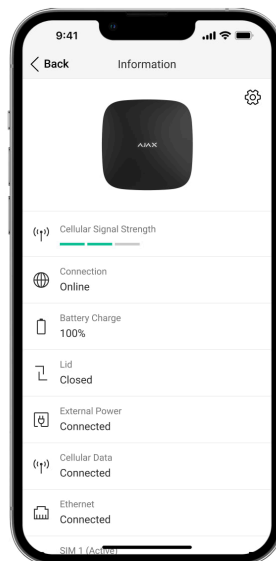 9:41
Back
Information
AJAX
Cellular Signal Strength
Connection
Online
Battery Charge
100%
Lid
Closed
External Power
Connected
Cellular Data
Connected
Ethernet
Connected
SIM 1 (Active)